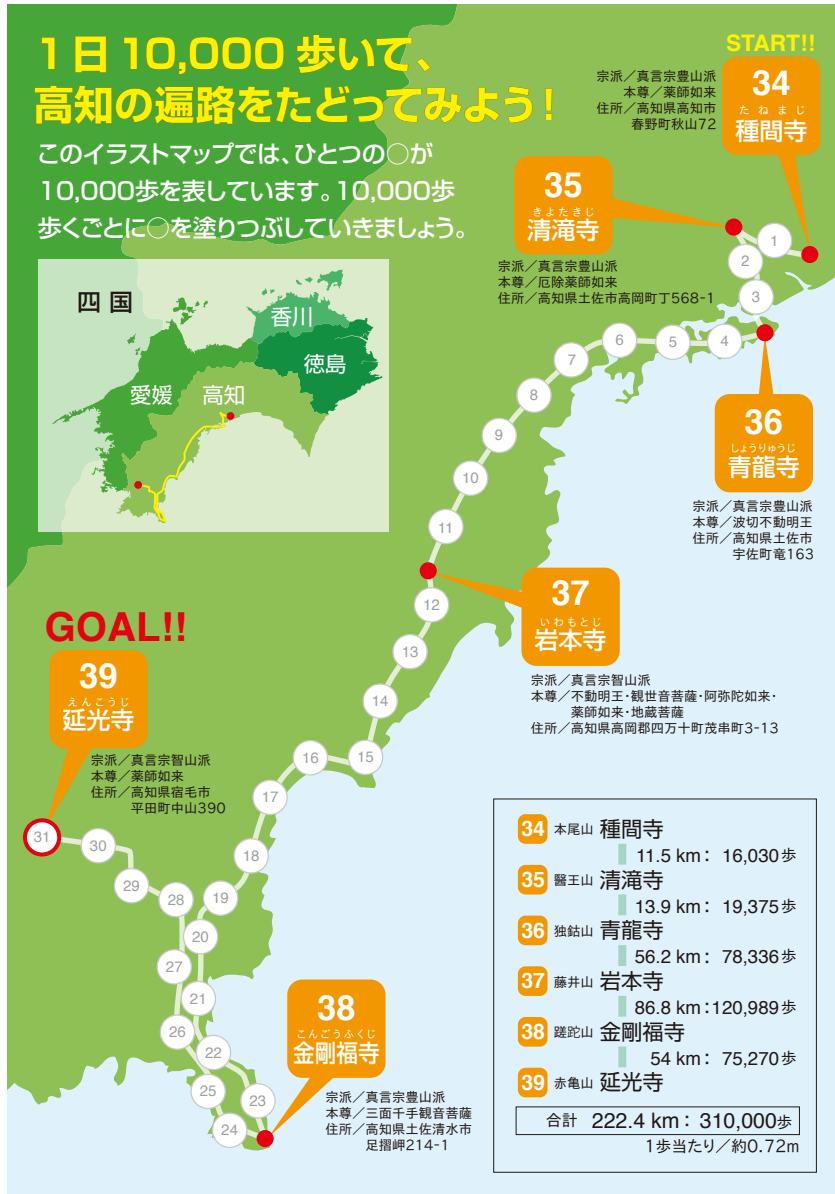 1日10,000歩いて、
高知の遍路をたどってみよう！
このイラストマップでは、ひとつの○が
10,000歩を表しています。10,000歩
歩くごとに○を塗りつぶしていきましょう。
四国
香川
徳島
愛媛
高知
START!!
34
たねまじ
種間寺
宗派／真言宗豊山派
本尊／薬師如来
住所／高知県高知市
春野町秋山72
35
きよたきじ
清滝寺
宗派／真言宗豊山派
本尊／厄除薬師如来
住所／高知県土佐市高岡町丁568-1
1
2
3
4
5
6
7
8
9
10
11
36
しょうりゅうじ
青龍寺
宗派／真言宗豊山派
本尊／波切不動明王
住所／高知県土佐市
宇佐町竜163
37
いわもとじ
岩本寺
宗派／真言宗智山派
本尊／不動明王・観世音菩薩・阿弥陀如来・
薬師如来・地蔵菩薩
住所／高知県高岡郡四万十町茂串町3-13
12
13
14
15
16
17
18
19
20
21
22
23
38
こんごうふくじ
金剛福寺
宗派／真言宗豊山派
本尊／三面千手観音菩薩
住所／高知県土佐清水市
足摺岬214-1
24
25
26
27
28
29
30
31
GOAL!!
39
えんこうじ
延光寺
宗派／真言宗智山派
本尊／薬師如来
住所／高知県宿毛市
平田町中山390
34 本尾山 種間寺
11.5 km： 16,030歩
35 醫王山 清滝寺
13.9 km： 19,375歩
36 独鈷山 青龍寺
56.2 km： 78,336歩
37 藤井山 岩本寺
86.8 km：120,989歩
38 蹉跎山 金剛福寺
54 km： 75,270歩
39 赤亀山 延光寺
合計 222.4 km： 310,000歩
1歩当たり／約0.72m